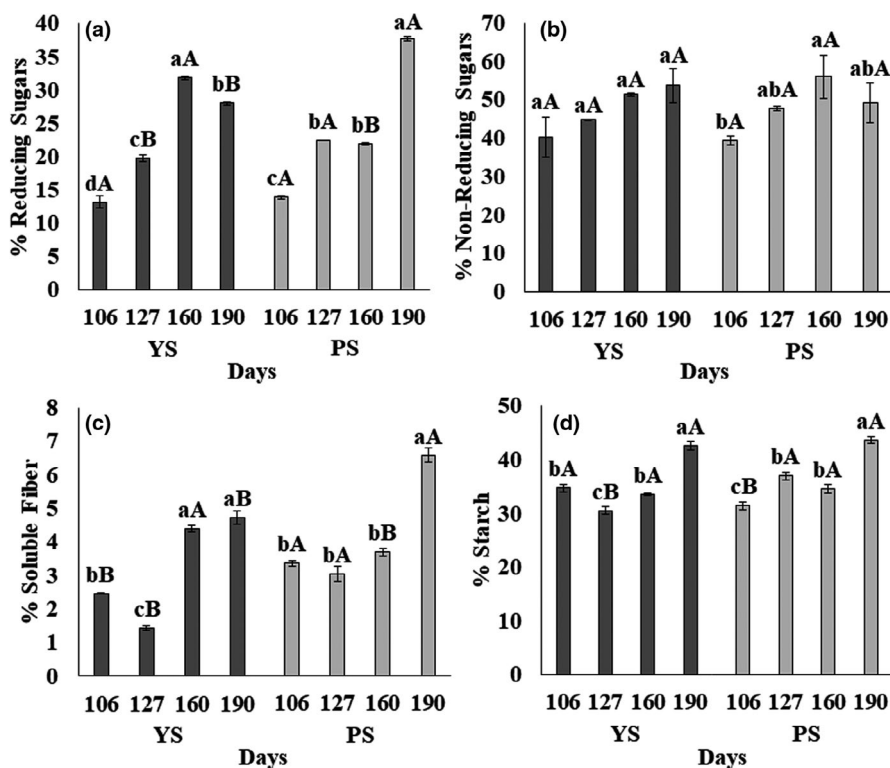 (a)
% Reducing Sugars
40
35
30
25
20
15
10
5
0
dA cB aA bB cA bA bB aA
106 127 160 190 106 127 160 190
YS PS
Days
(b)
% Non-Reducing Sugars
70
60
50
40
30
20
10
0
aA aA aA aA bA abA aA abA
106 127 160 190 106 127 160 190
YS PS
Days
(c)
% Soluble Fiber
8
7
6
5
4
3
2
1
0
bB cB aA aB bA bA bB aA
106 127 160 190 106 127 160 190
YS PS
Days
(d)
% Starch
50
40
30
20
10
0
bA cB bA aA cB bA bA aA
106 127 160 190 106 127 160 190
YS PS
Days